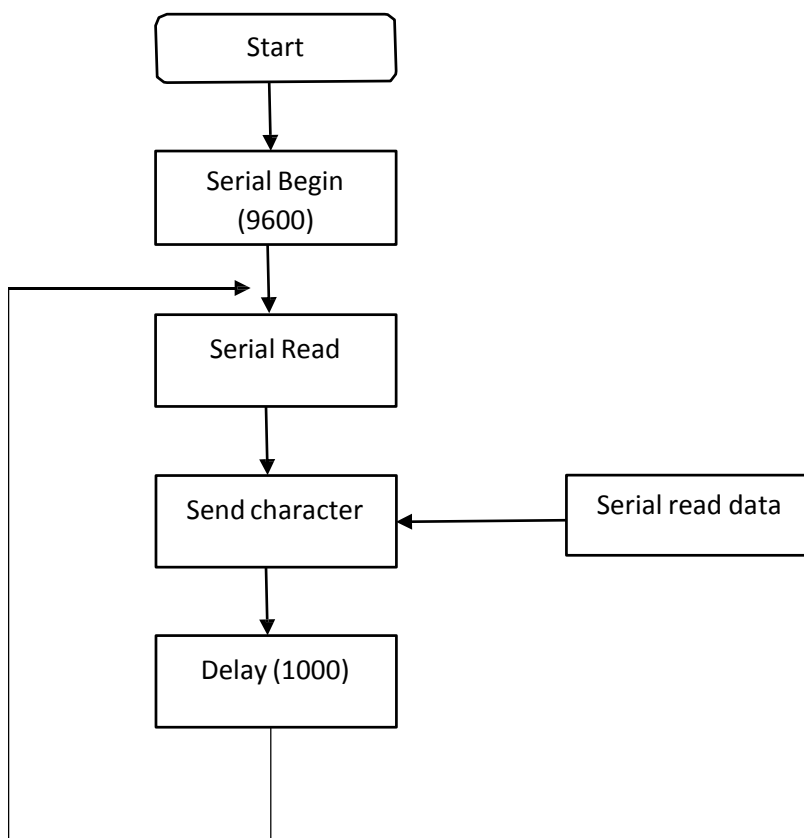 Start
Serial Begin
(9600)
Serial Read
Send character
Serial read data
Delay (1000)